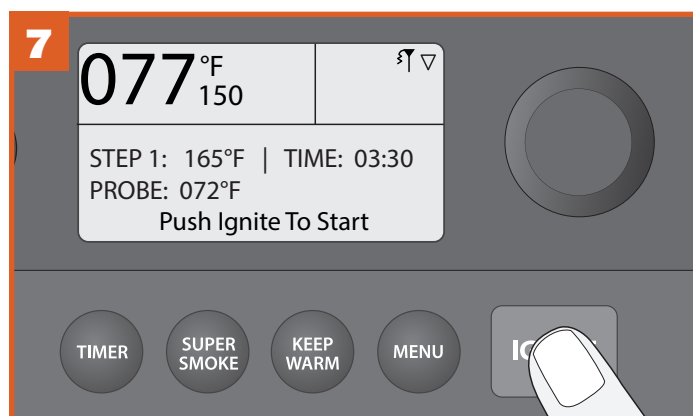 7
077°F
150
STEP 1: 165°F | TIME: 03:30
PROBE: 072°F
Push Ignite To Start
TIMER
SUPER
SMOKE
KEEP
WARM
MENU